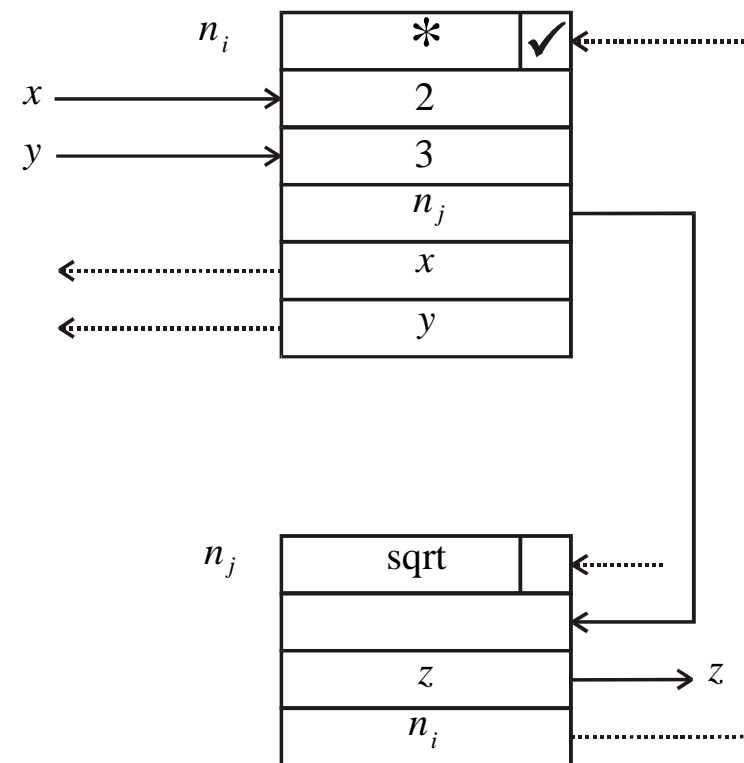 n_i * ✓
x 2
y 3
n_j
x
y
n_j sqrt
z z
n_i